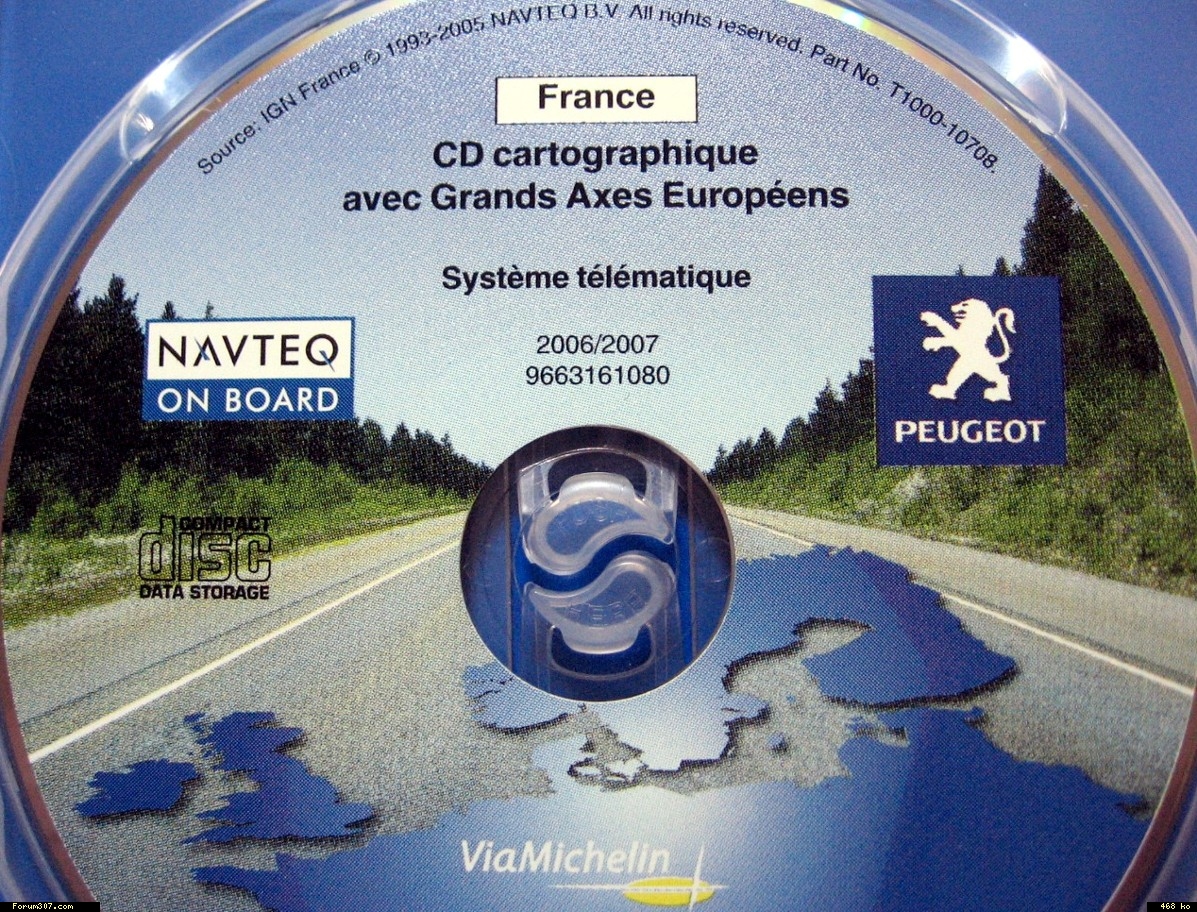 Source: IGN France © 1993-2005 NAVTEQ B.V. All rights reserved. Part No. T1000-10708.
France
CD cartographique
avec Grands Axes Européens
Système télématique
2006/2007
9663161080
NAVTEQ
ON BOARD
PEUGEOT
COMPACT
disc
DATA STORAGE
ViaMichelin
Forum307.com
468 ko